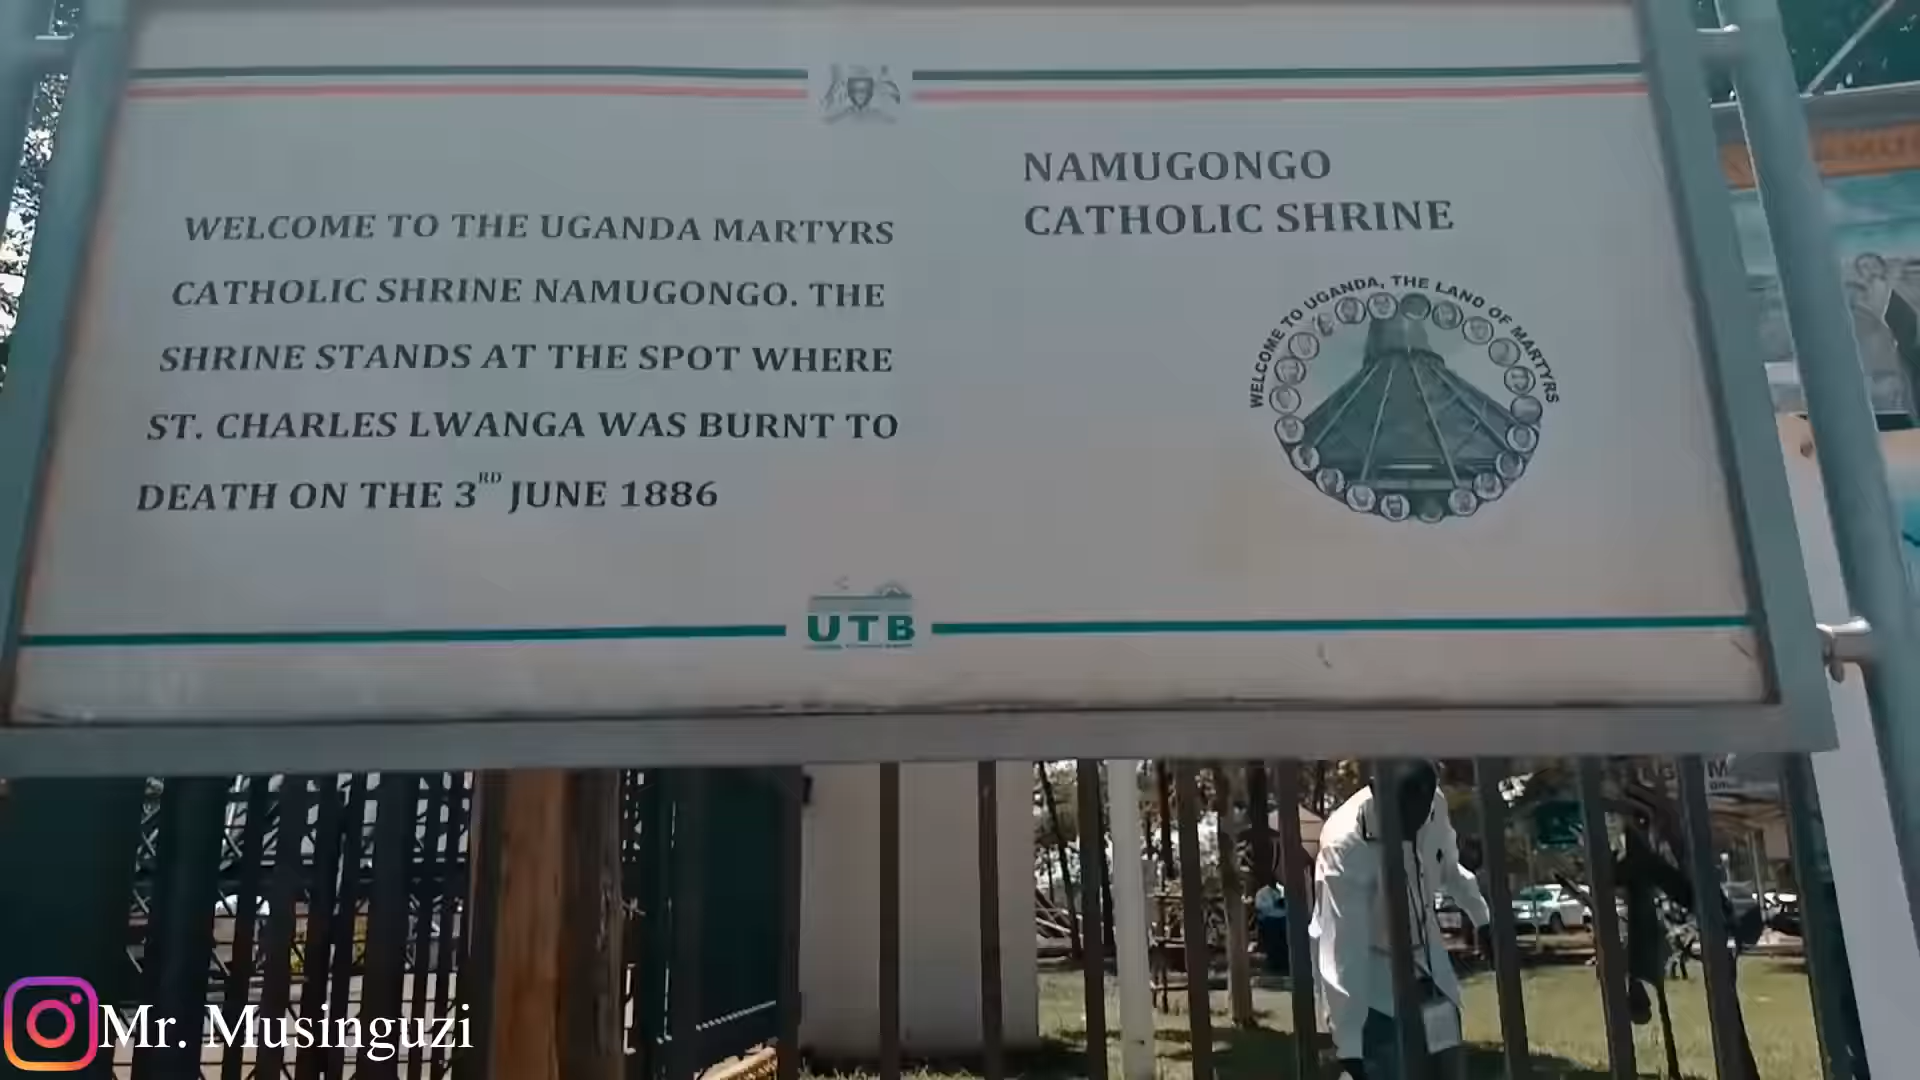 WELCOME TO THE UGANDA MARTYRS
CATHOLIC SHRINE NAMUGONGO. THE
SHRINE STANDS AT THE SPOT WHERE
ST. CHARLES LWANGA WAS BURNT TO
DEATH ON THE 3RD JUNE 1886
NAMUGONGO
CATHOLIC SHRINE
WELCOME TO UGANDA, THE LAND OF MARTYRS
UTB
Mr. Musinguzi